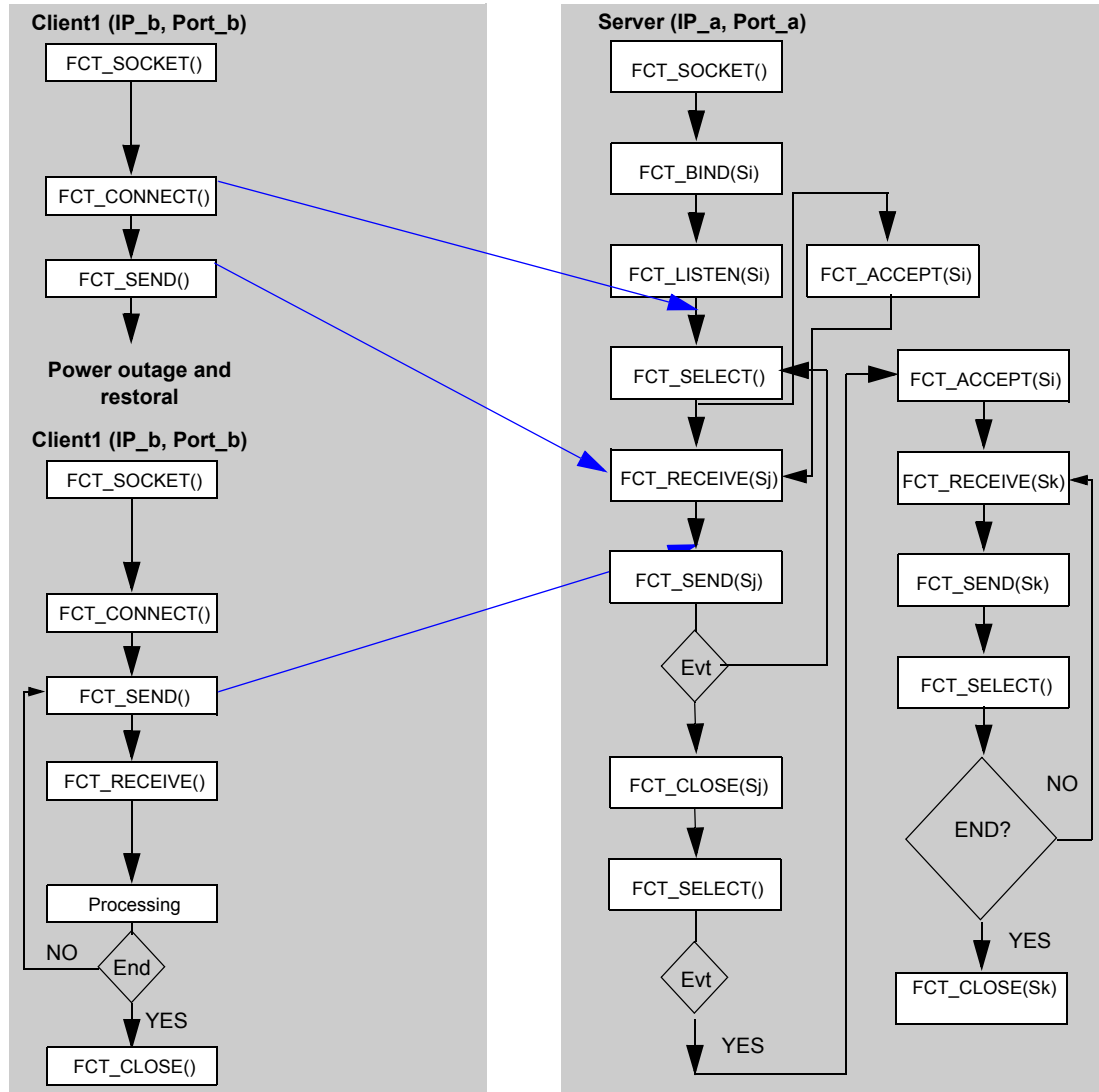 Client1 (IP_b, Port_b)
FCT_SOCKET()
FCT_CONNECT()
FCT_SEND()
Power outage and
restoral
Client1 (IP_b, Port_b)
FCT_SOCKET()
FCT_CONNECT()
FCT_SEND()
FCT_RECEIVE()
Processing
NO
End
YES
FCT_CLOSE()
Server (IP_a, Port_a)
FCT_SOCKET()
FCT_BIND(Si)
FCT_LISTEN(Si)
FCT_ACCEPT(Si)
FCT_SELECT()
FCT_RECEIVE(Sj)
FCT_SEND(Sj)
Evt
FCT_CLOSE(Sj)
FCT_SELECT()
Evt
YES
FCT_ACCEPT(Si)
FCT_RECEIVE(Sk)
FCT_SEND(Sk)
FCT_SELECT()
NO
END?
YES
FCT_CLOSE(Sk)